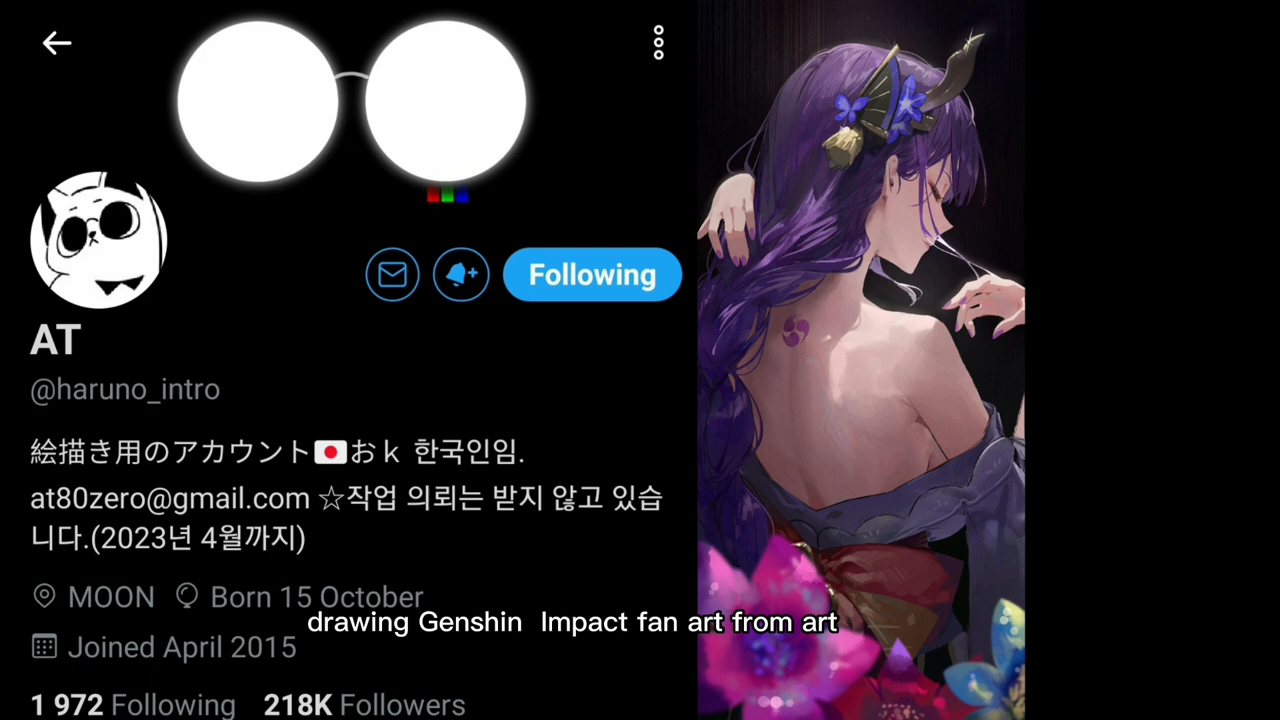 Following
AT
@haruno_intro
絵描き用のアカウント🇯🇵おｋ 한국인임.
at80zero@gmail.com ☆작업 의뢰는 받지 않고 있습
니다.(2023년 4월까지)
MOON Born 15 October
drawing Genshin  Impact fan art from art
Joined April 2015
1 972 Following 218K Followers